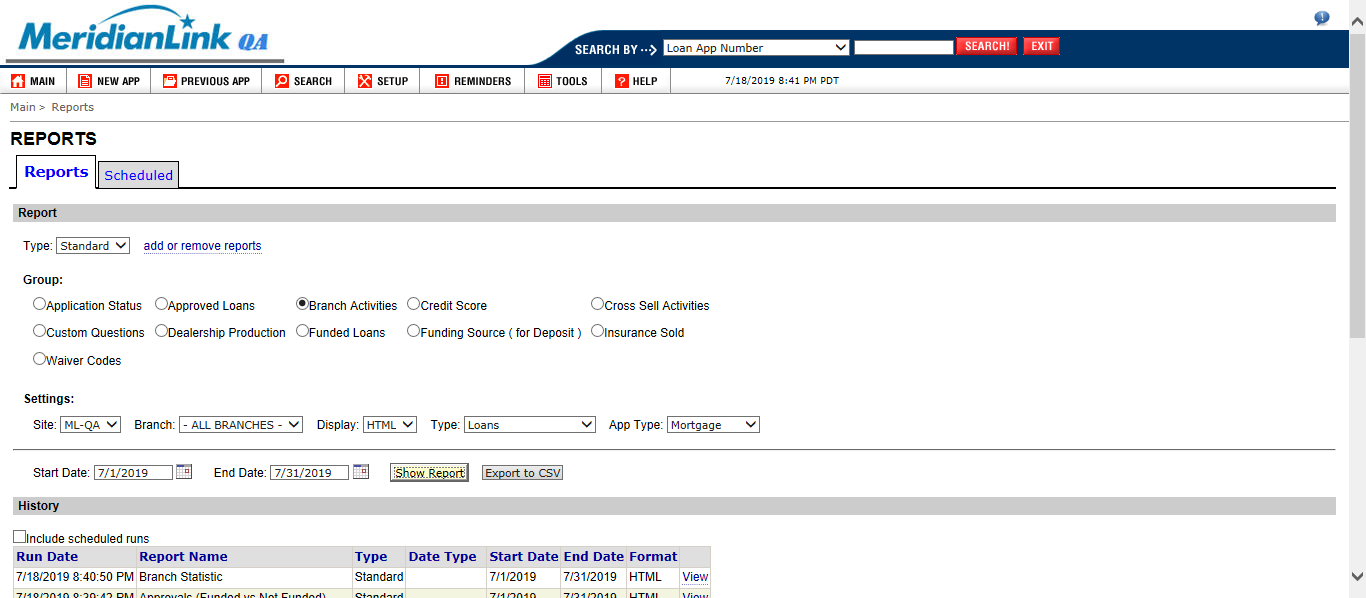 MeridianLink QA
SEARCH BY ··> Loan App Number SEARCH! EXIT
MAIN NEW APP PREVIOUS APP SEARCH SETUP REMINDERS TOOLS ? HELP 7/18/2019 8:41 PM PDT
Main > Reports
REPORTS
Reports Scheduled
Report
Type: Standard add or remove reports
Group:
Application Status Approved Loans Branch Activities Credit Score Cross Sell Activities
Custom Questions Dealership Production Funded Loans Funding Source ( for Deposit ) Insurance Sold
Waiver Codes
Settings:
Site: ML-QA Branch: - ALL BRANCHES - Display: HTML Type: Loans App Type: Mortgage
Start Date: 7/1/2019 End Date: 7/31/2019 Show Report Export to CSV
History
Include scheduled runs
Run Date Report Name Type Date Type Start Date End Date Format
7/18/2019 8:40:50 PM Branch Statistic Standard 7/1/2019 7/31/2019 HTML View
7/18/2019 8:39:42 PM Approvals (Funded vs Not Funded) Standard 7/1/2019 7/31/2019 HTML View